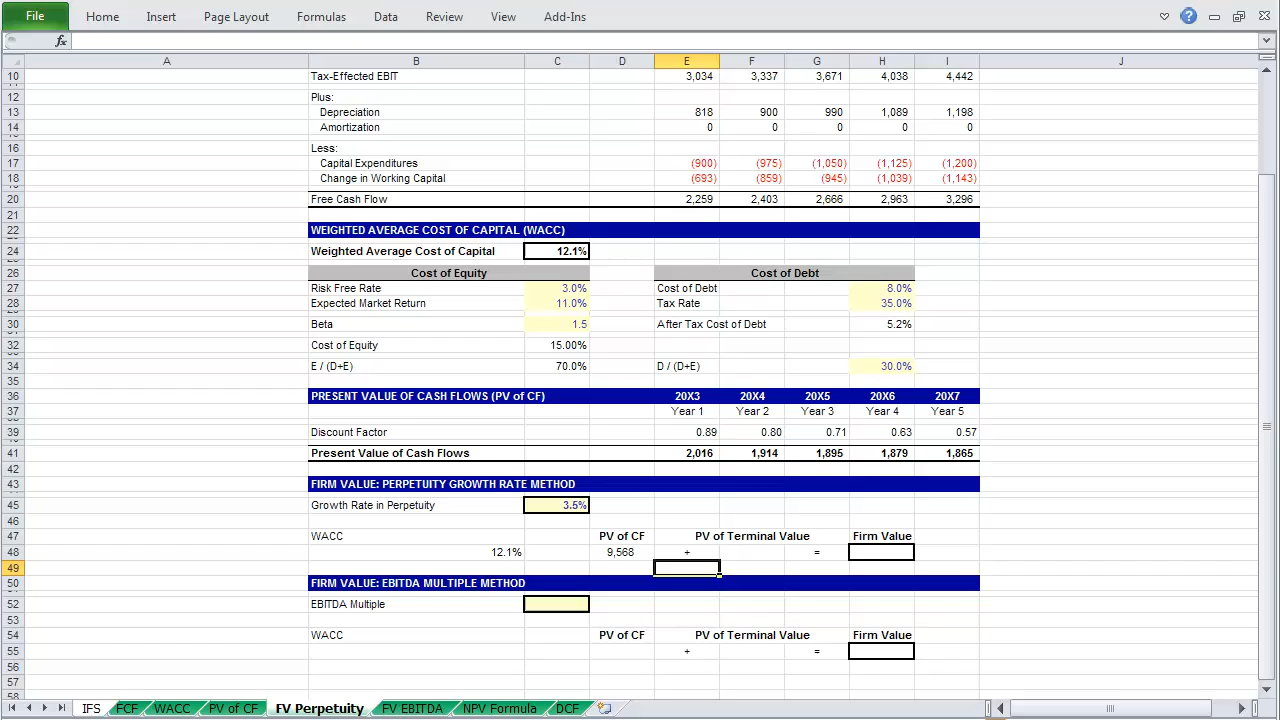 File Home Insert Page Layout Formulas Data Review View Add-Ins
fx
A B C D E F G H I J
10 Tax-Effected EBIT 3,034 3,337 3,671 4,038 4,442
12 Plus:
13 Depreciation 818 900 990 1,089 1,198
14 Amortization 0 0 0 0 0
16 Less:
17 Capital Expenditures (900) (975) (1,050) (1,125) (1,200)
18 Change in Working Capital (693) (859) (945) (1,039) (1,143)
20 Free Cash Flow 2,259 2,403 2,666 2,963 3,296
21
22 WEIGHTED AVERAGE COST OF CAPITAL (WACC)
24 Weighted Average Cost of Capital 12.1%
26 Cost of Equity Cost of Debt
27 Risk Free Rate 3.0% Cost of Debt 8.0%
28 Expected Market Return 11.0% Tax Rate 35.0%
30 Beta 1.5 After Tax Cost of Debt 5.2%
32 Cost of Equity 15.00%
34 E / (D+E) 70.0% D / (D+E) 30.0%
35
36 PRESENT VALUE OF CASH FLOWS (PV of CF) 20X3 20X4 20X5 20X6 20X7
37 Year 1 Year 2 Year 3 Year 4 Year 5
39 Discount Factor 0.89 0.80 0.71 0.63 0.57
41 Present Value of Cash Flows 2,016 1,914 1,895 1,879 1,865
42
43 FIRM VALUE: PERPETUITY GROWTH RATE METHOD
45 Growth Rate in Perpetuity 3.5%
46
47 WACC PV of CF PV of Terminal Value Firm Value
48 12.1% 9,568 + =
49
50 FIRM VALUE: EBITDA MULTIPLE METHOD
52 EBITDA Multiple
53
54 WACC PV of CF PV of Terminal Value Firm Value
55 + =
56
57
58
IFS FCF WACC PV of CF FV Perpetuity FV EBITDA NPV Formula DCF